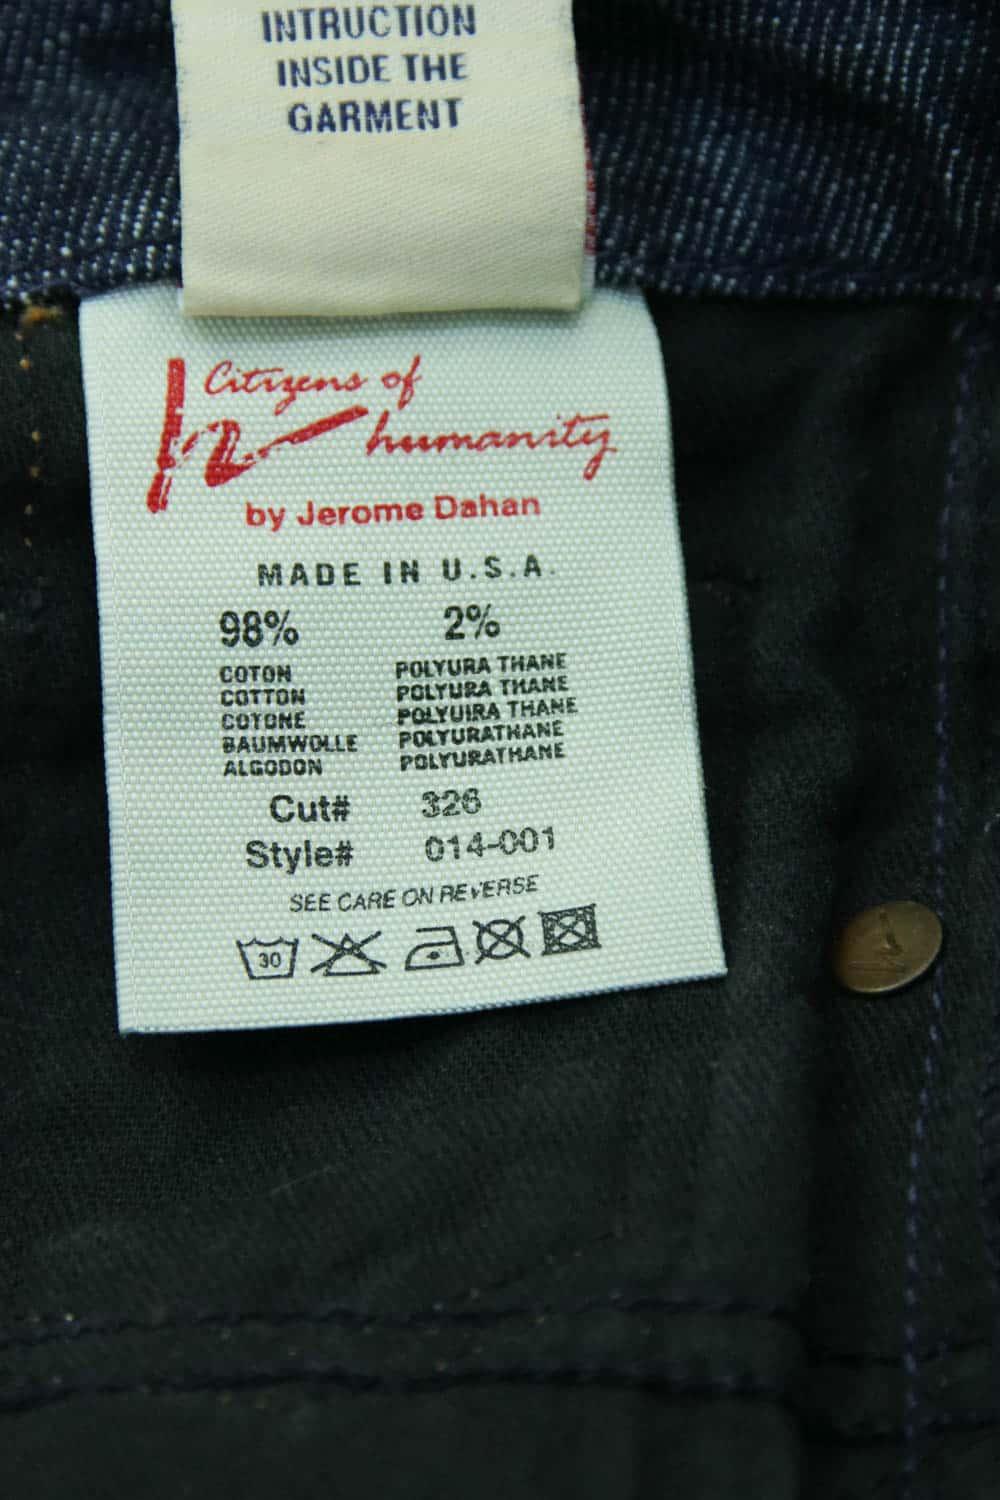 INTRUCTION
INSIDE THE
GARMENT
Citizens of
humanity
by Jerome Dahan
MADE IN U.S.A.
98% 2%
COTON POLYURA THANE
COTTON POLYURA THANE
COTONE POLYUIRA THANE
BAUMWOLLE POLYURATHANE
ALGODON POLYURATHANE
Cut# 326
Style# 014-001
SEE CARE ON REVERSE
30